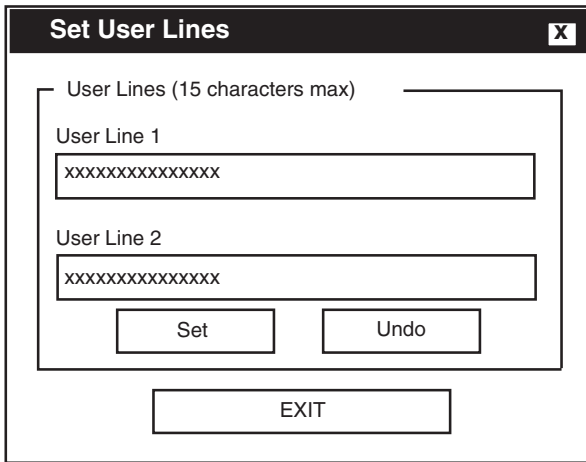 Set User Lines
X
User Lines (15 characters max)
User Line 1
xxxxxxxxxxxxxxx
User Line 2
xxxxxxxxxxxxxxx
Set Undo
EXIT